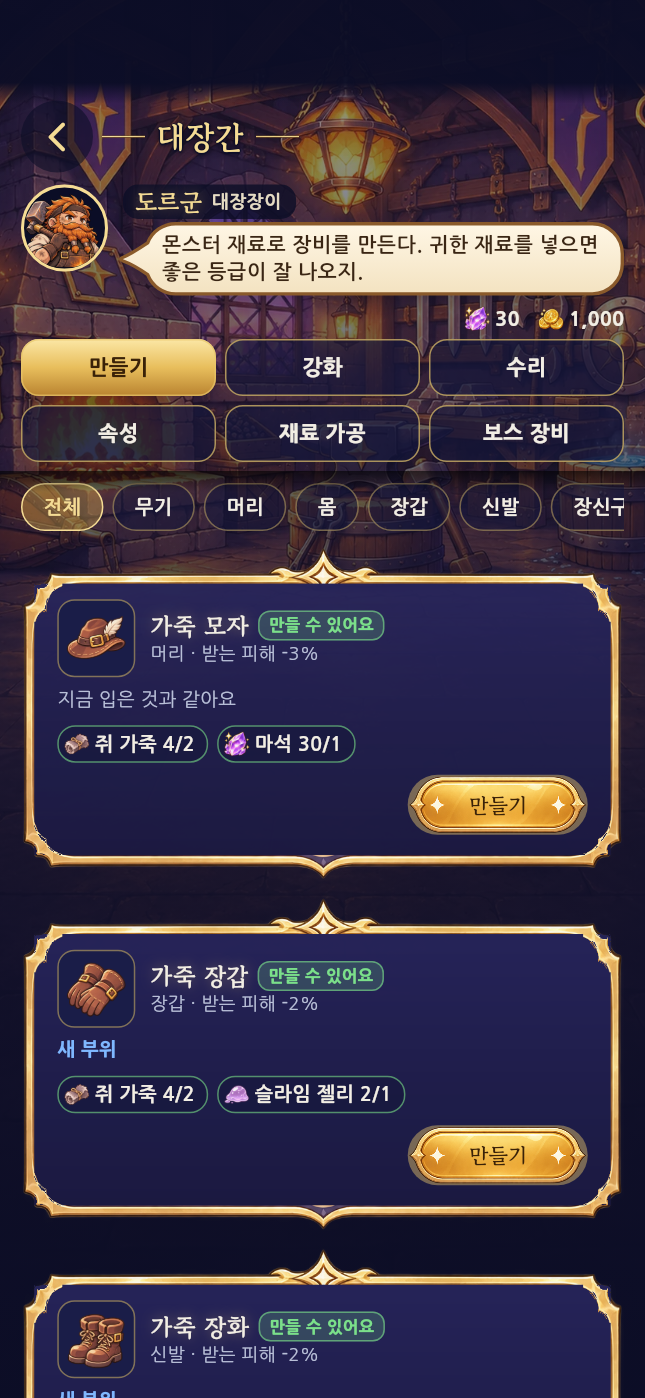 대장간
도르군 대장장이
몬스터 재료로 장비를 만든다. 귀한 재료를 넣으면
좋은 등급이 잘 나오지.
30 1,000
만들기 강화 수리
속성 재료 가공 보스 장비
전체 무기 머리 몸 장갑 신발 장신구
가죽 모자 만들 수 있어요
머리 · 받는 피해 -3%
지금 입은 것과 같아요
쥐 가죽 4/2 마석 30/1
만들기
가죽 장갑 만들 수 있어요
장갑 · 받는 피해 -2%
새 부위
쥐 가죽 4/2 슬라임 젤리 2/1
만들기
가죽 장화 만들 수 있어요
신발 · 받는 피해 -2%
새 부위